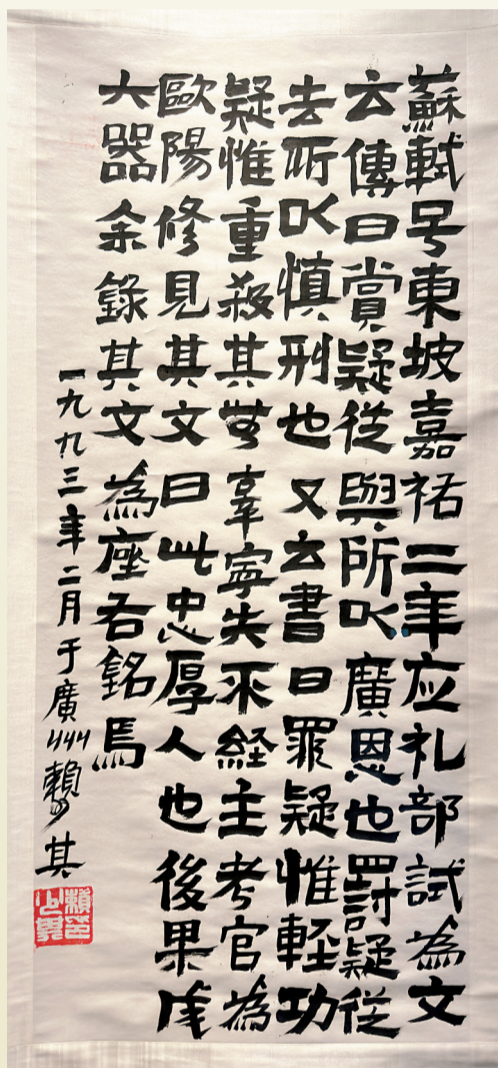 蘇軾号東坡嘉祐二年应礼部試為文
云傳曰賞疑從與所以廣恩也罰疑從
去所以慎刑也又云書曰罪疑惟軽功
疑惟重殺其無辜寧失不経主考官為
歐陽修見其文曰此忠厚人也後果成
大器余錄其文為座右銘焉
一九九三年二月于廣州賴少其